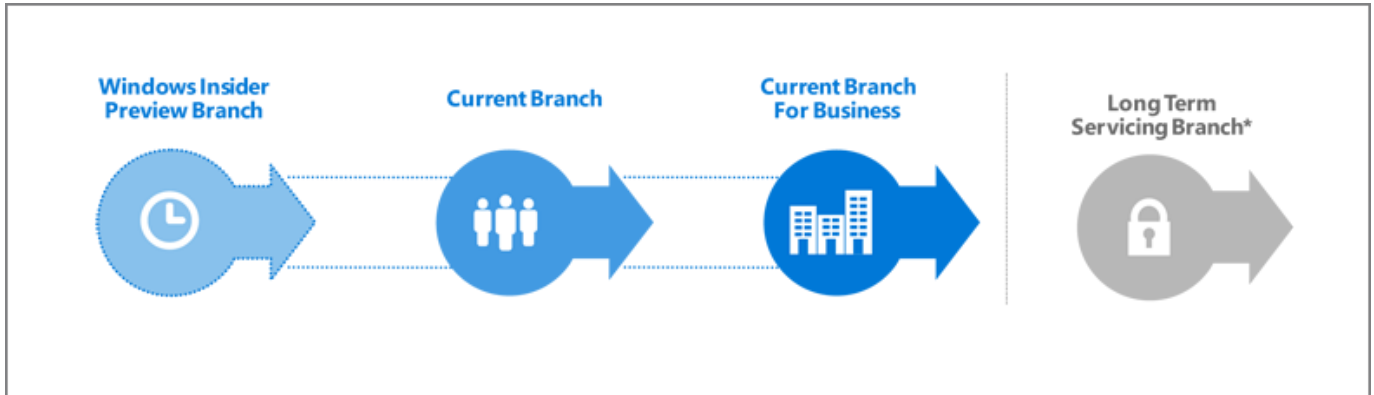 Windows Insider
Preview Branch
Current Branch
Current Branch
For Business
Long Term
Servicing Branch*